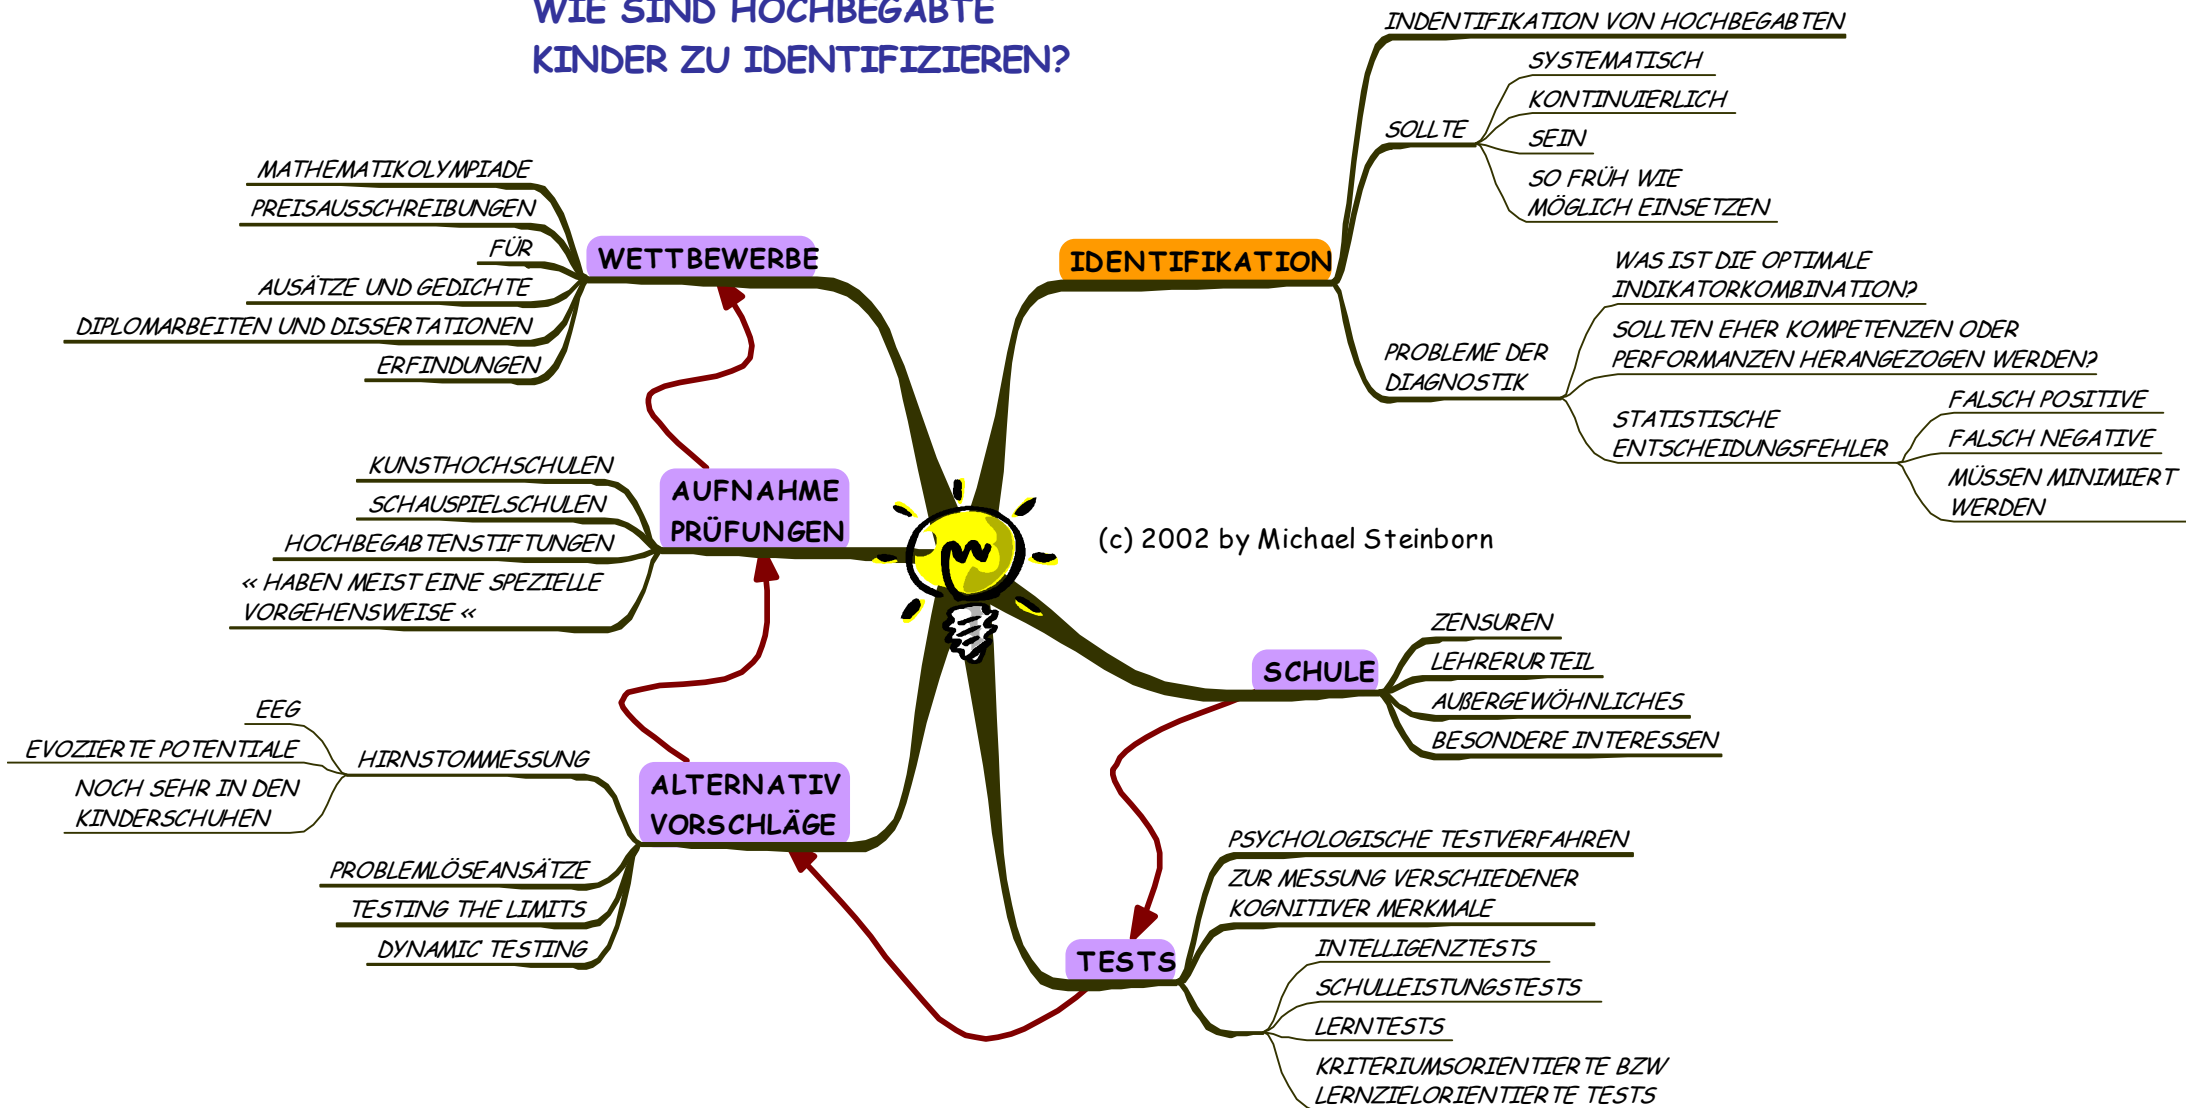 WIE SIND HOCHBEGABTE
KINDER ZU IDENTIFIZIEREN?
IDENTIFIKATION
INDENTIFIKATION VON HOCHBEGABTEN
SOLLTE
SYSTEMATISCH
KONTINUIERLICH
SEIN
SO FRÜH WIE
MÖGLICH EINSETZEN
PROBLEME DER
DIAGNOSTIK
WAS IST DIE OPTIMALE
INDIKATORKOMBINATION?
SOLLTEN EHER KOMPETENZEN ODER
PERFORMANZEN HERANGEZOGEN WERDEN?
STATISTISCHE
ENTSCHEIDUNGSFEHLER
FALSCH POSITIVE
FALSCH NEGATIVE
MÜSSEN MINIMIERT
WERDEN
(c) 2002 by Michael Steinborn
SCHULE
ZENSUREN
LEHRERURTEIL
AUßERGEWÖHNLICHES
BESONDERE INTERESSEN
TESTS
PSYCHOLOGISCHE TESTVERFAHREN
ZUR MESSUNG VERSCHIEDENER
KOGNITIVER MERKMALE
INTELLIGENZTESTS
SCHULLEISTUNGSTESTS
LERNTESTS
KRITERIUMSORIENTIERTE BZW
LERNZIELORIENTIERTE TESTS
ALTERNATIV
VORSCHLÄGE
HIRNSTOMMESSUNG
EEG
EVOZIERTE POTENTIALE
NOCH SEHR IN DEN
KINDERSCHUHEN
PROBLEMLÖSEANSÄTZE
TESTING THE LIMITS
DYNAMIC TESTING
AUFNAHME
PRÜFUNGEN
KUNSTHOCHSCHULEN
SCHAUSPIELSCHULEN
HOCHBEGABTENSTIFTUNGEN
« HABEN MEIST EINE SPEZIELLE
VORGEHENSWEISE «
WETTBEWERBE
MATHEMATIKOLYMPIADE
PREISAUSSCHREIBUNGEN
FÜR
AUSÄTZE UND GEDICHTE
DIPLOMARBEITEN UND DISSERTATIONEN
ERFINDUNGEN